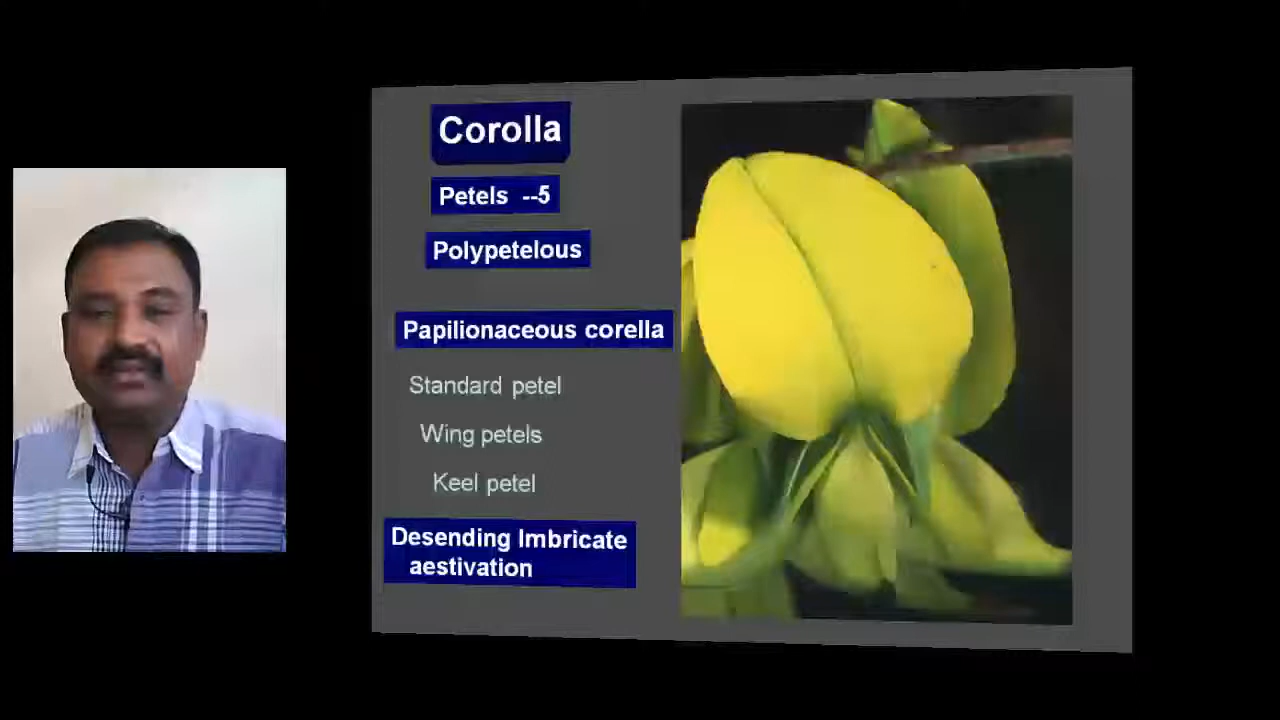 Corolla
Petels --5
Polypetelous
Papilionaceous corella
Standard petel
Wing petels
Keel petel
Desending Imbricate
aestivation